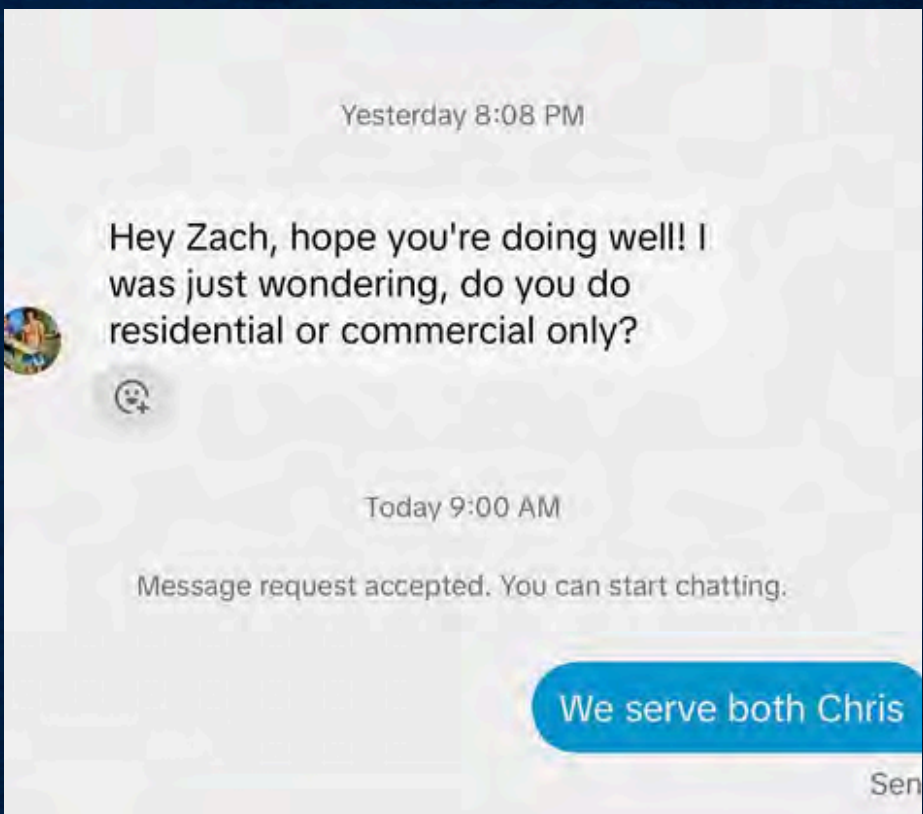 Yesterday 8:08 PM
Hey Zach, hope you're doing well! I
was just wondering, do you do
residential or commercial only?
Today 9:00 AM
Message request accepted. You can start chatting.
We serve both Chris
Sen